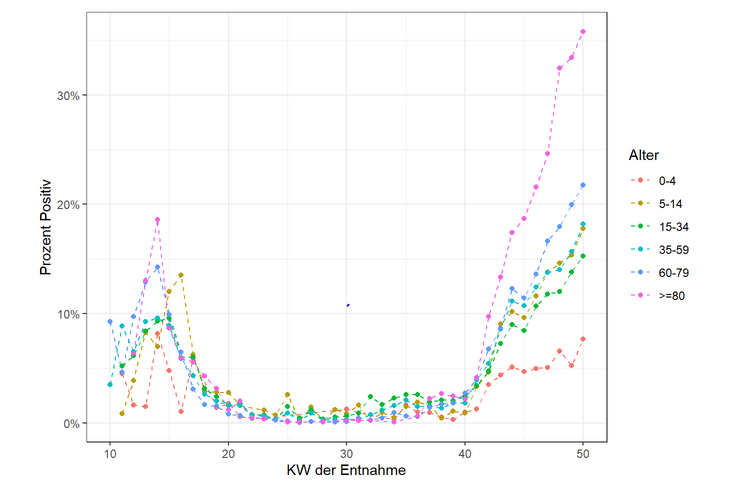 30%
20%
10%
0%
Prozent Positiv
10 20 30 40 50
KW der Entnahme
Alter
0-4
5-14
15-34
35-59
60-79
>=80